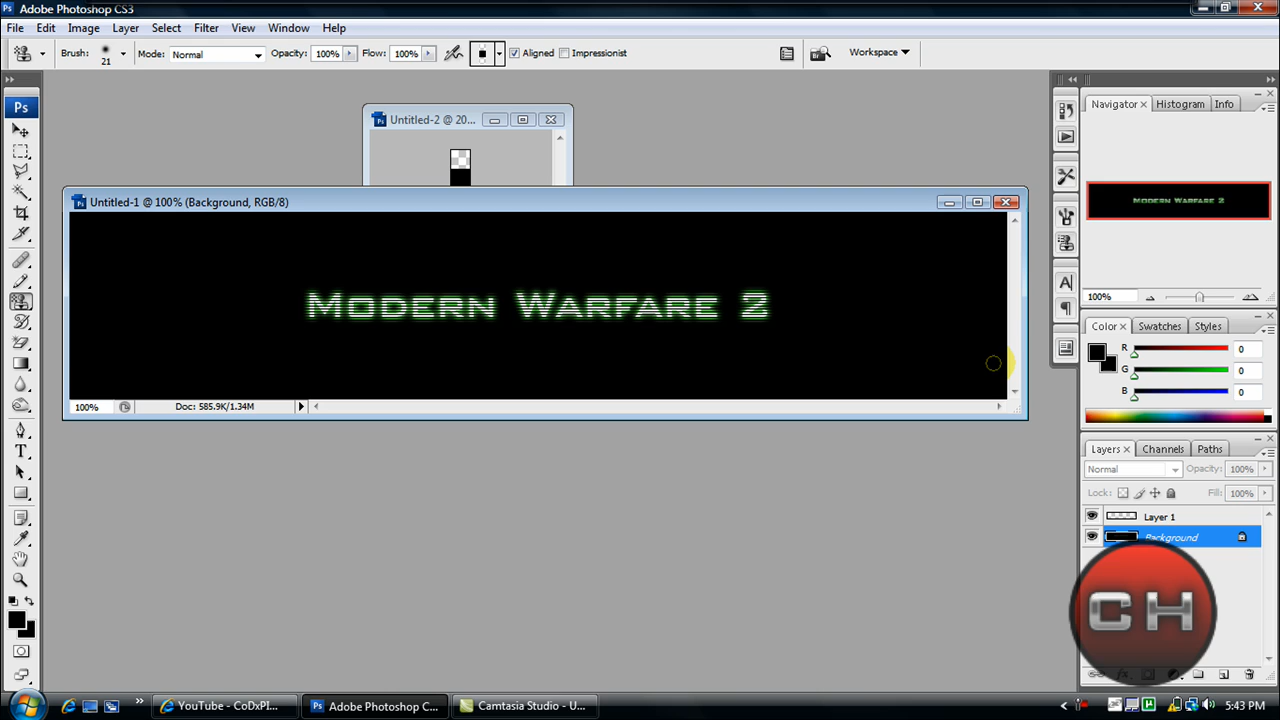 Adobe Photoshop CS3
File Edit Image Layer Select Filter View Window Help
Brush: 21 Mode: Normal Opacity: 100% Flow: 100% Aligned Impressionist Workspace
Ps
Untitled-2 @ 20...
Untitled-1 @ 100% (Background, RGB/8)
Modern Warfare 2
100% Doc: 585.9K/1.34M
Navigator Histogram Info
Modern Warfare 2
100%
Color Swatches Styles
R 0
G 0
B 0
Layers Channels Paths
Normal Opacity: 100%
Lock: Fill: 100%
Layer 1
Background
CH
YouTube - CoDxPI... Adobe Photoshop C... Camtasia Studio - U... 5:43 PM